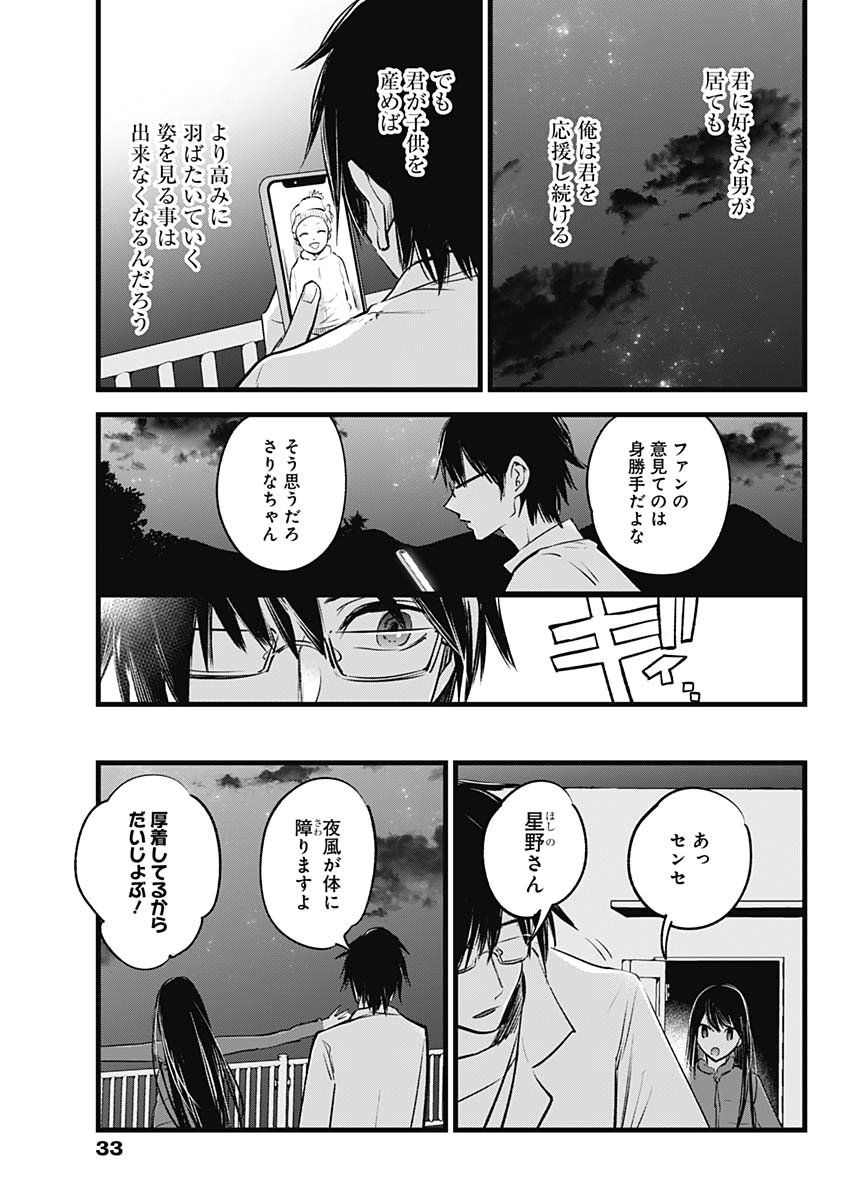 君に好きな男が
居ても
俺は君を
応援し続ける
でも
君が子供を
産めば
より高みに
羽ばたいていく
姿を見る事は
出来なくなるんだろう
ファンの
意見てのは
身勝手だよな
そう思うだろ
さりなちゃん
キィ…
あっ
センセ
ほしの
星野さん
夜風が体に
さわ
障りますよ
厚着してるから
だいじょぶ！
33